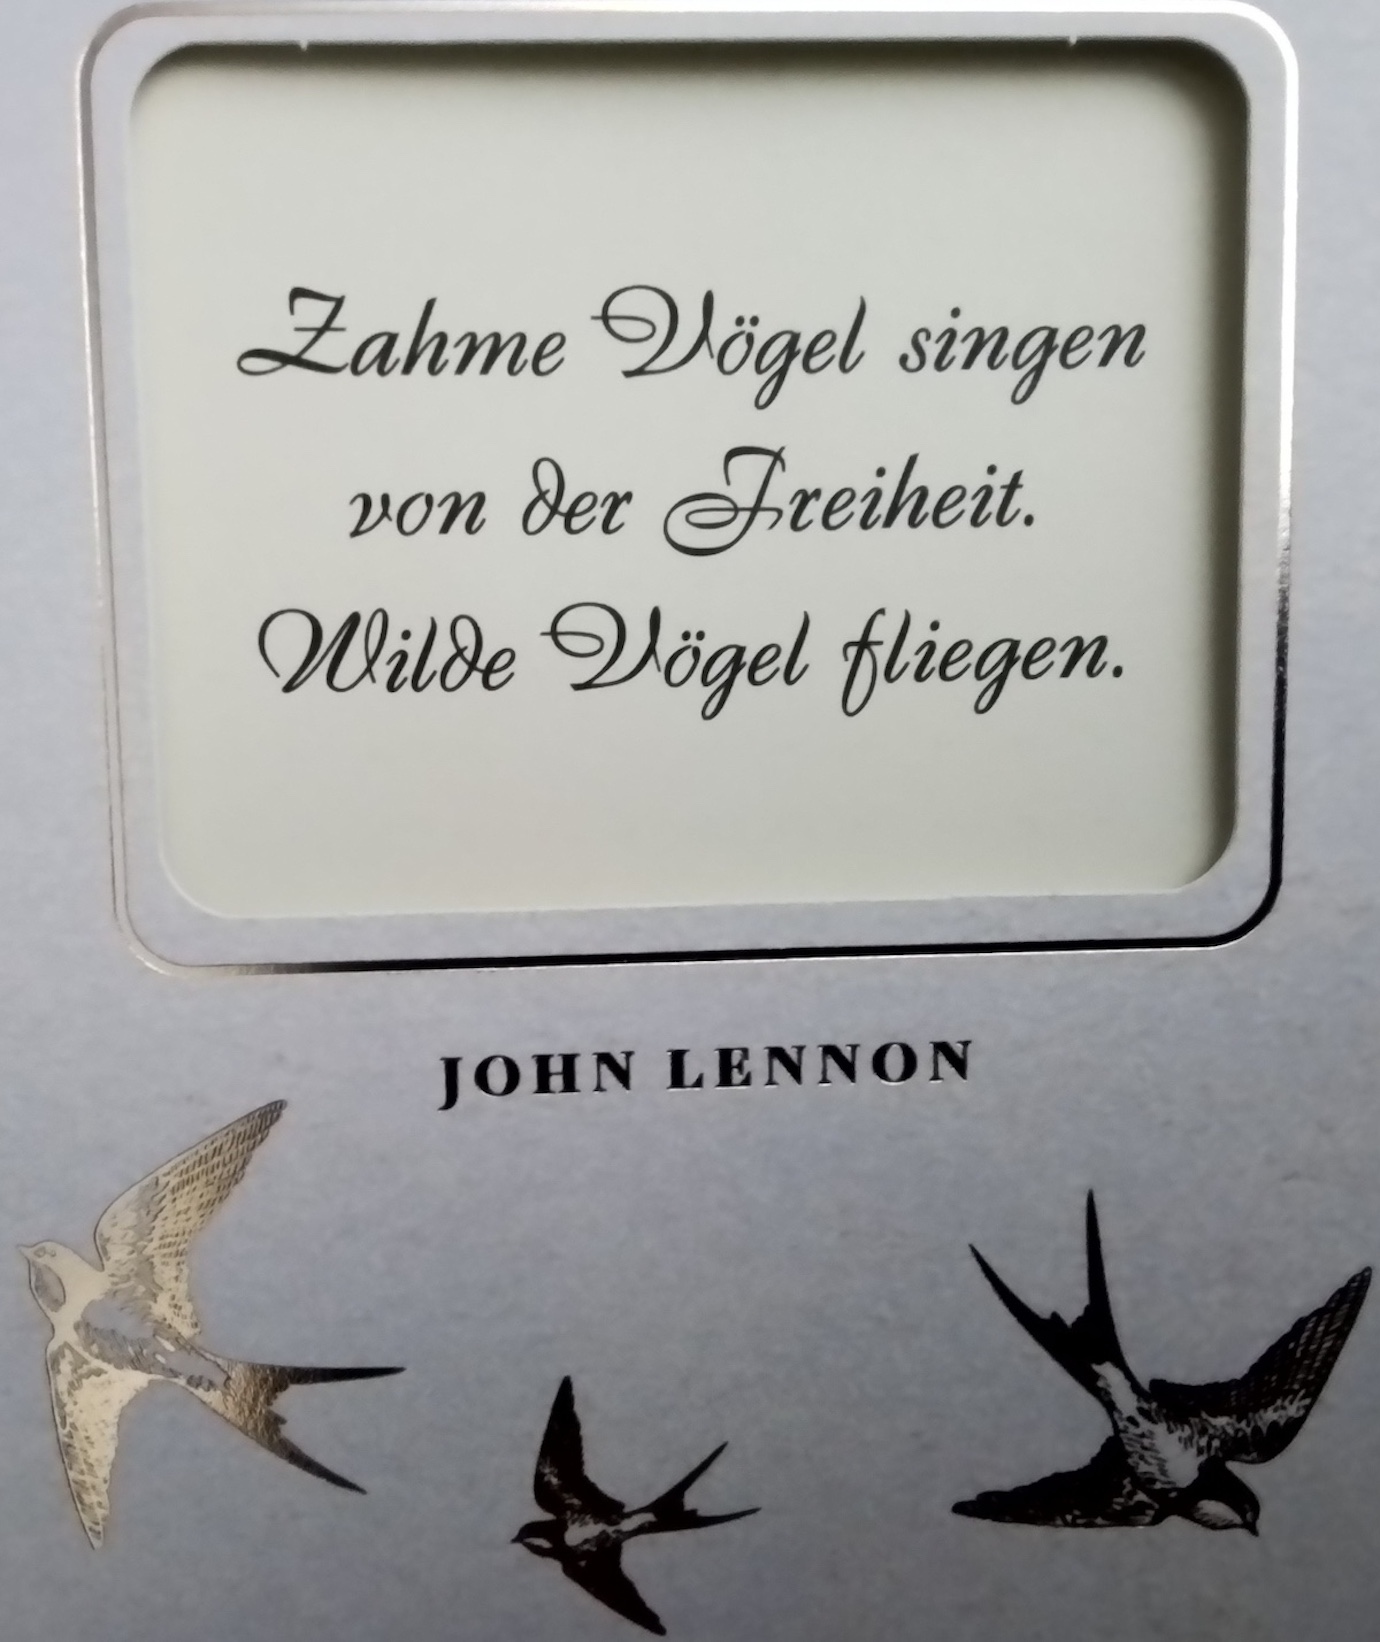 Zahme Vögel singen
von der Freiheit.
Wilde Vögel fliegen.
JOHN LENNON